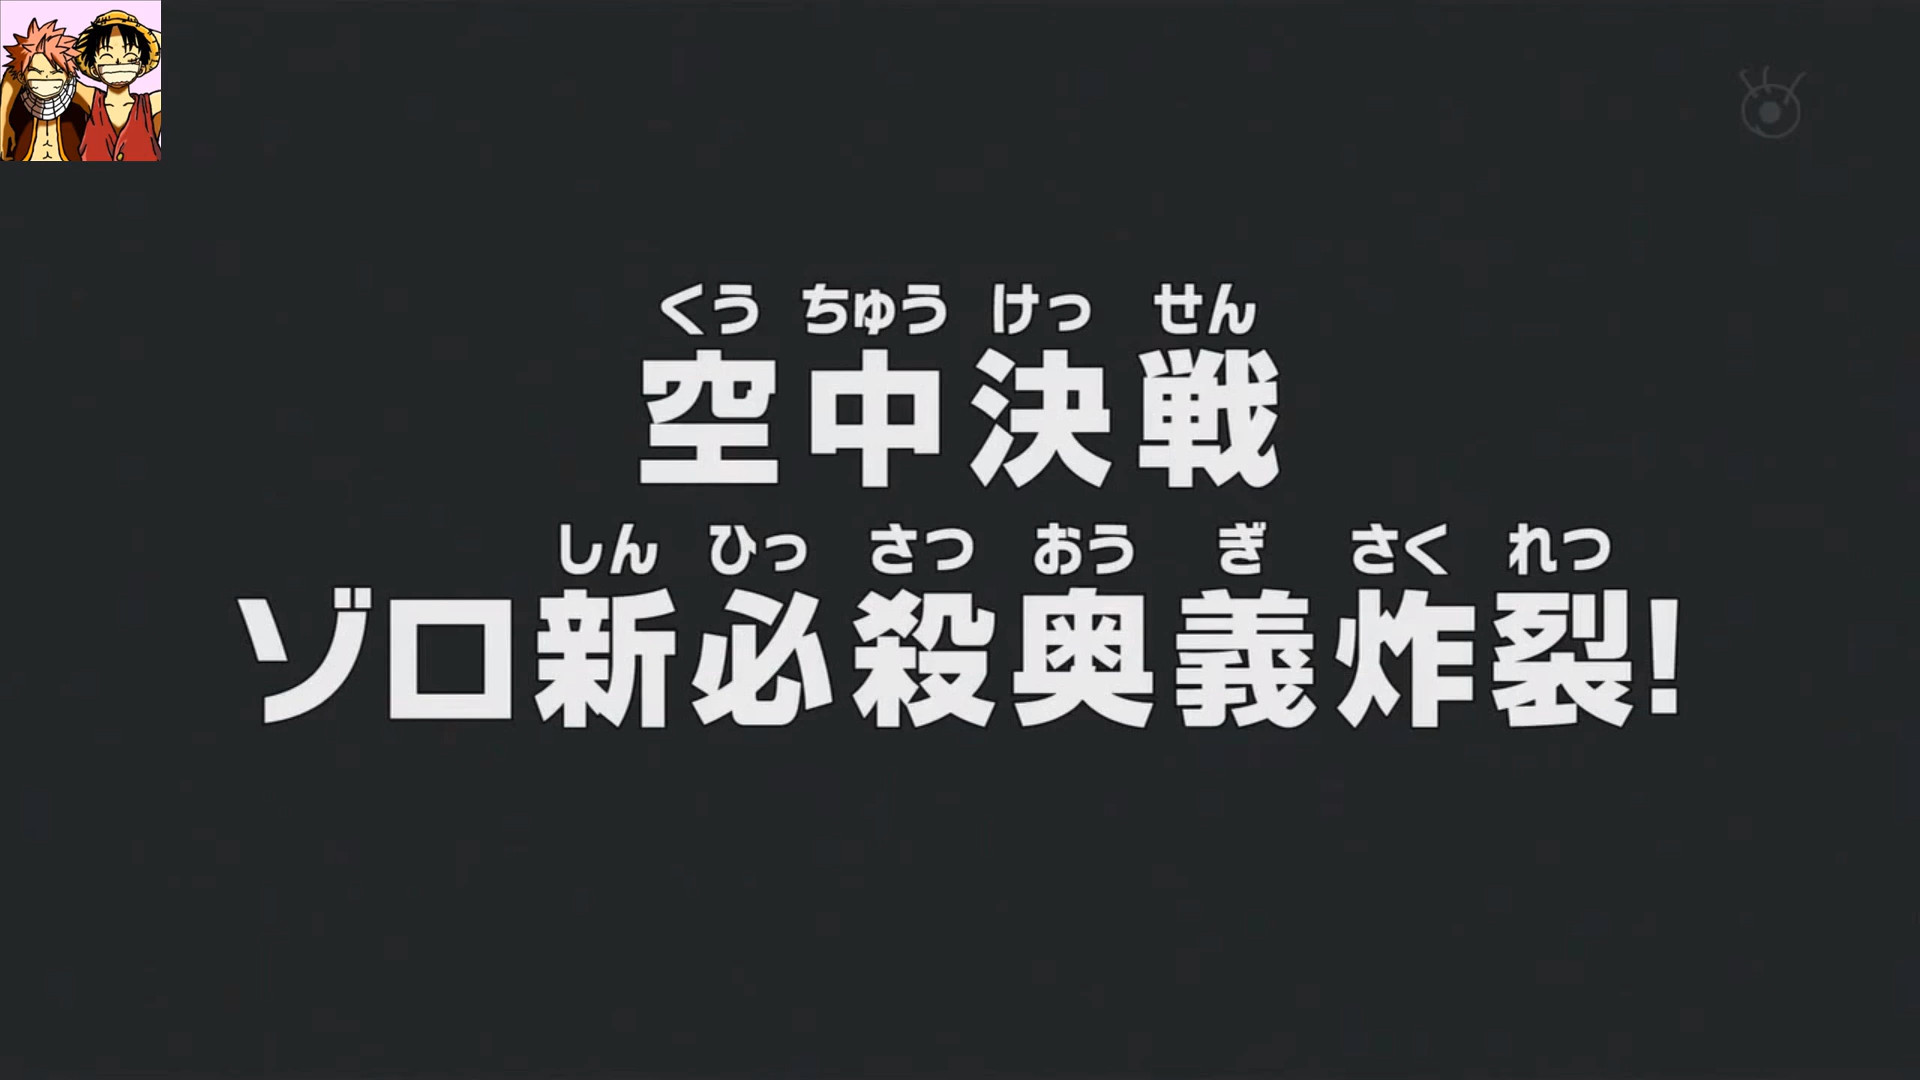 くう ちゅう けっ せん
空中決戦
しん ひっ さつ おう ぎ さく れつ
ゾロ新必殺奥義炸裂!